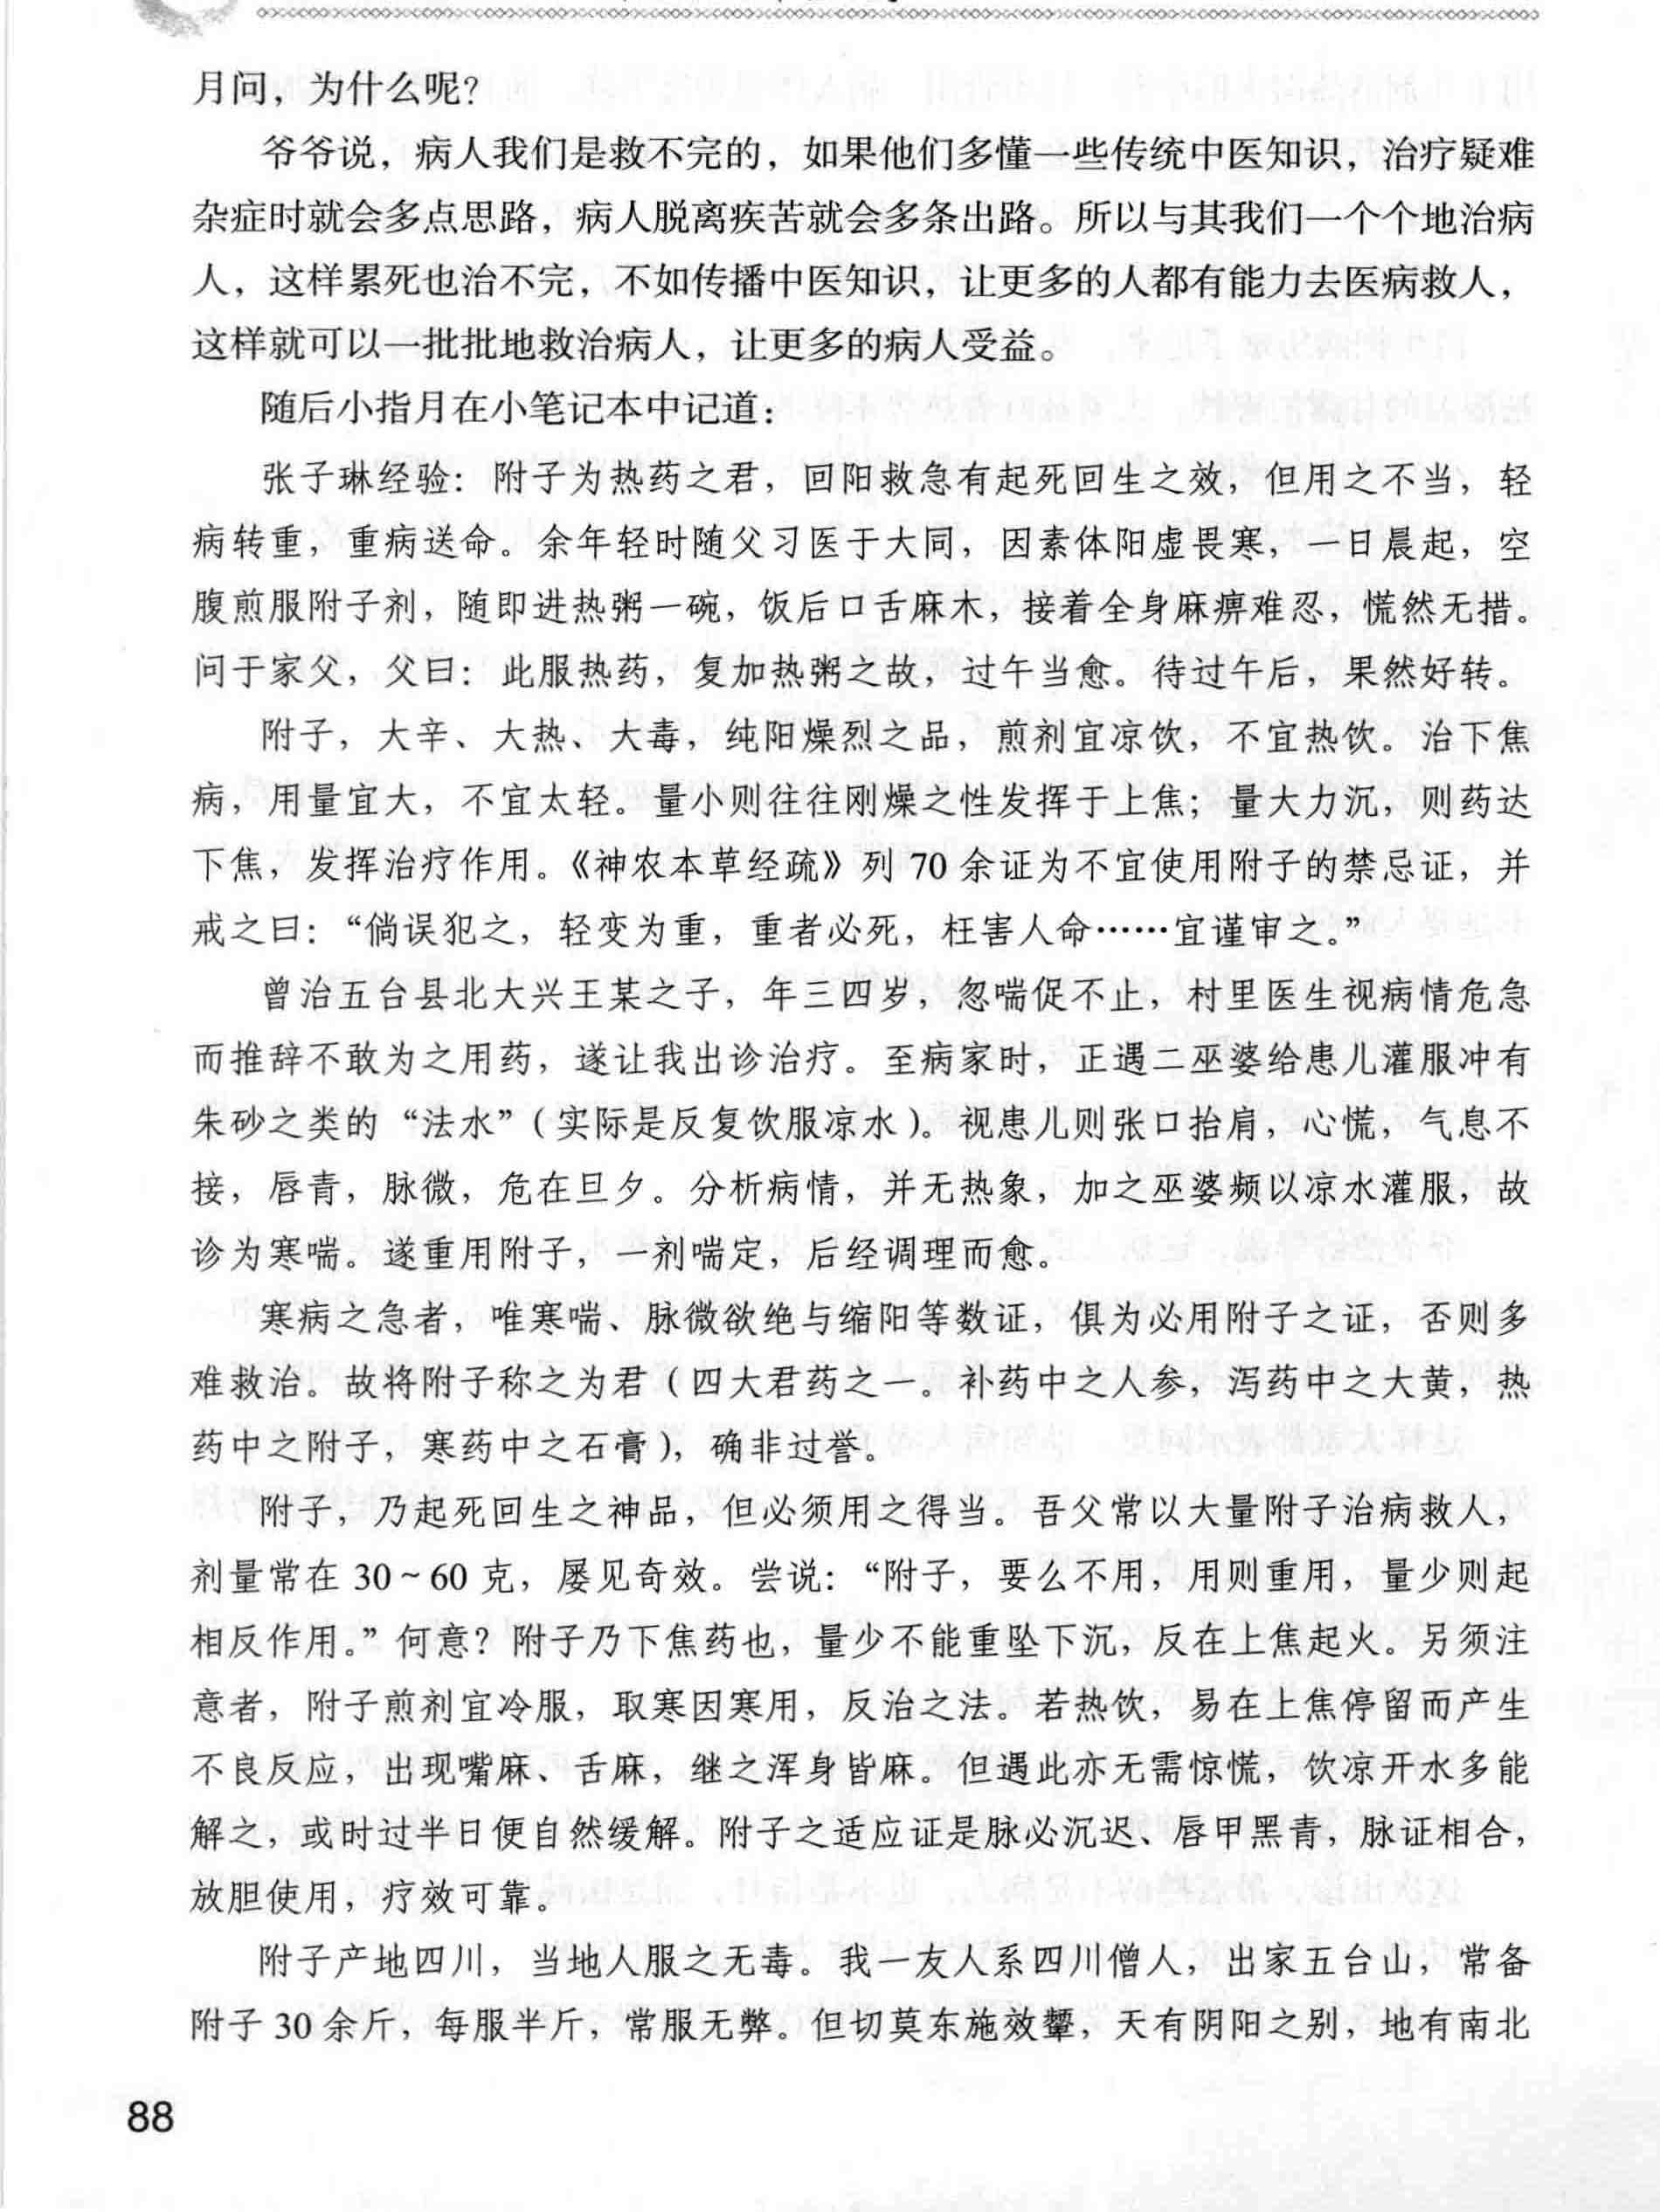 月问，为什么呢？
爷爷说，病人我们是救不完的，如果他们多懂一些传统中医知识，治疗疑难
杂症时就会多点思路，病人脱离疾苦就会多条出路。所以与其我们一个个地治病
人，这样累死也治不完，不如传播中医知识，让更多的人都有能力去医病救人，
这样就可以一批批地救治病人，让更多的病人受益。
随后小指月在小笔记本中记道：
张子琳经验：附子为热药之君，回阳救急有起死回生之效，但用之不当，轻
病转重，重病送命。余年轻时随父习医于大同，因素体阳虚畏寒，一日晨起，空
腹煎服附子剂，随即进热粥一碗，饭后口舌麻木，接着全身麻痹难忍，慌然无措。
问于家父，父曰：此服热药，复加热粥之故，过午当愈。待过午后，果然好转。
附子，大辛、大热、大毒，纯阳燥烈之品，煎剂宜凉饮，不宜热饮。治下焦
病，用量宜大，不宜太轻。量小则往往刚燥之性发挥于上焦；量大力沉，则药达
下焦，发挥治疗作用。《神农本草经疏》列 70 余证为不宜使用附子的禁忌证，并
戒之曰：“倘误犯之，轻变为重，重者必死，枉害人命……宜谨审之。”
曾治五台县北大兴王某之子，年三四岁，忽喘促不止，村里医生视病情危急
而推辞不敢为之用药，遂让我出诊治疗。至病家时，正遇二巫婆给患儿灌服冲有
朱砂之类的“法水”（实际是反复饮服凉水）。视患儿则张口抬肩，心慌，气息不
接，唇青，脉微，危在旦夕。分析病情，并无热象，加之巫婆频以凉水灌服，故
诊为寒喘。遂重用附子，一剂喘定，后经调理而愈。
寒病之急者，唯寒喘、脉微欲绝与缩阳等数证，俱为必用附子之证，否则多
难救治。故将附子称之为君（四大君药之一。补药中之人参，泻药中之大黄，热
药中之附子，寒药中之石膏），确非过誉。
附子，乃起死回生之神品，但必须用之得当。吾父常以大量附子治病救人，
剂量常在 30～60 克，屡见奇效。尝说：“附子，要么不用，用则重用，量少则起
相反作用。”何意？附子乃下焦药也，量少不能重坠下沉，反在上焦起火。另须注
意者，附子煎剂宜冷服，取寒因寒用，反治之法。若热饮，易在上焦停留而产生
不良反应，出现嘴麻、舌麻，继之浑身皆麻。但遇此亦无需惊慌，饮凉开水多能
解之，或时过半日便自然缓解。附子之适应证是脉必沉迟、唇甲黑青，脉证相合，
放胆使用，疗效可靠。
附子产地四川，当地人服之无毒。我一友人系四川僧人，出家五台山，常备
附子 30 余斤，每服半斤，常服无弊。但切莫东施效颦，天有阴阳之别，地有南北
88